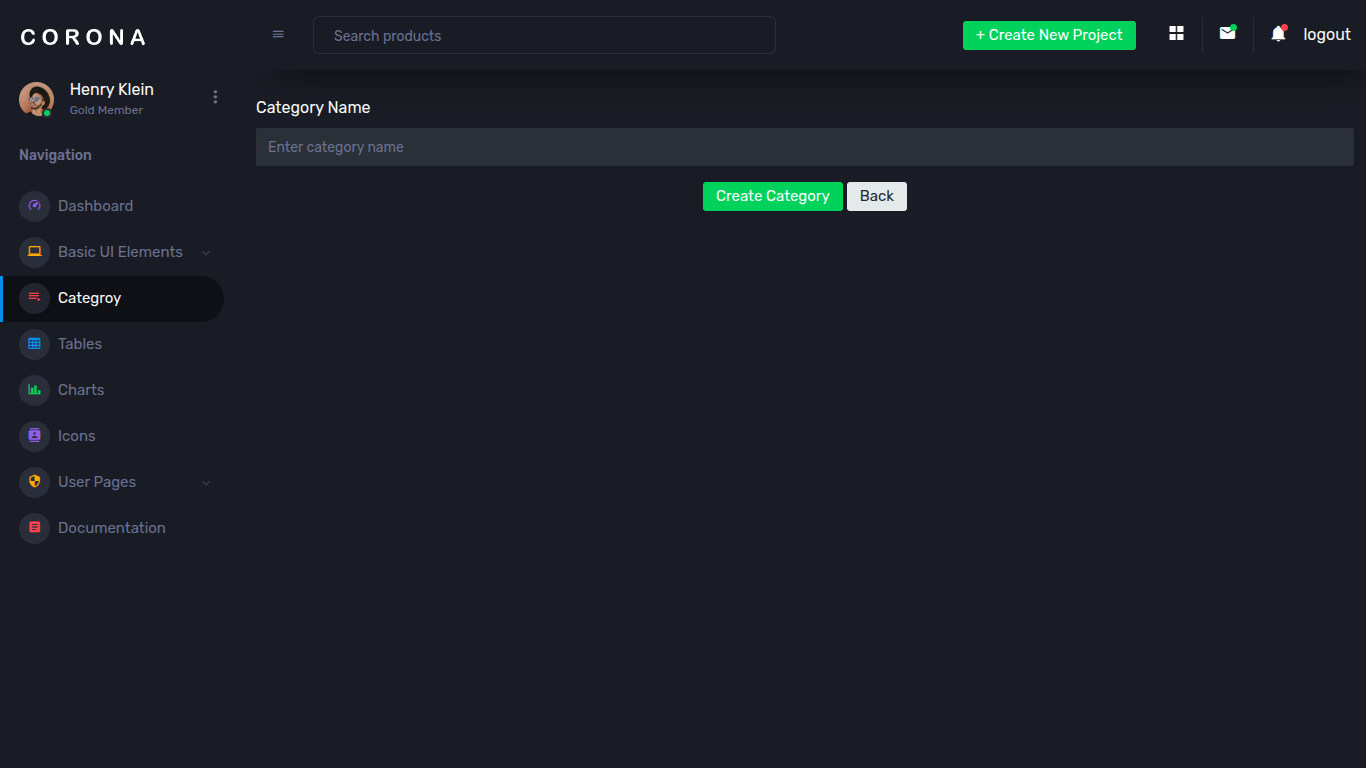 CORONA
Search products
+ Create New Project
logout
Henry Klein
Gold Member
Navigation
Dashboard
Basic UI Elements
Categroy
Tables
Charts
Icons
User Pages
Documentation
Category Name
Enter category name
Create Category
Back